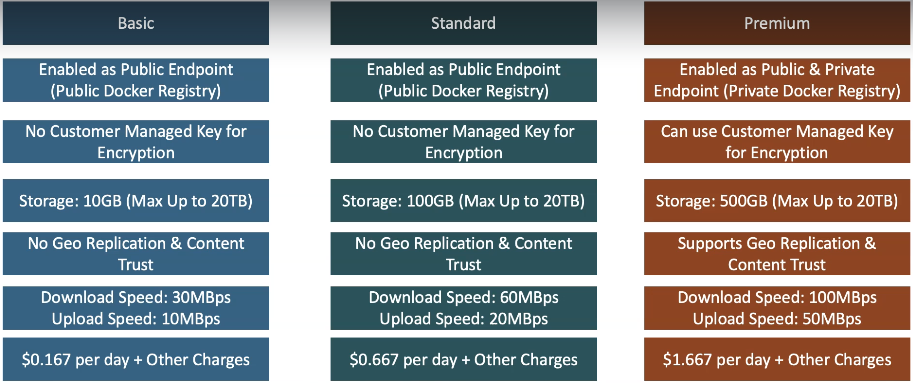 Basic
Standard
Premium
Enabled as Public Endpoint
(Public Docker Registry)
Enabled as Public Endpoint
(Public Docker Registry)
Enabled as Public & Private
Endpoint (Private Docker Registry)
No Customer Managed Key for
Encryption
No Customer Managed Key for
Encryption
Can use Customer Managed Key
for Encryption
Storage: 10GB (Max Up to 20TB)
Storage: 100GB (Max Up to 20TB)
Storage: 500GB (Max Up to 20TB)
No Geo Replication & Content
Trust
No Geo Replication & Content
Trust
Supports Geo Replication &
Content Trust
Download Speed: 30MBps
Upload Speed: 10MBps
Download Speed: 60MBps
Upload Speed: 20MBps
Download Speed: 100MBps
Upload Speed: 50MBps
$0.167 per day + Other Charges
$0.667 per day + Other Charges
$1.667 per day + Other Charges